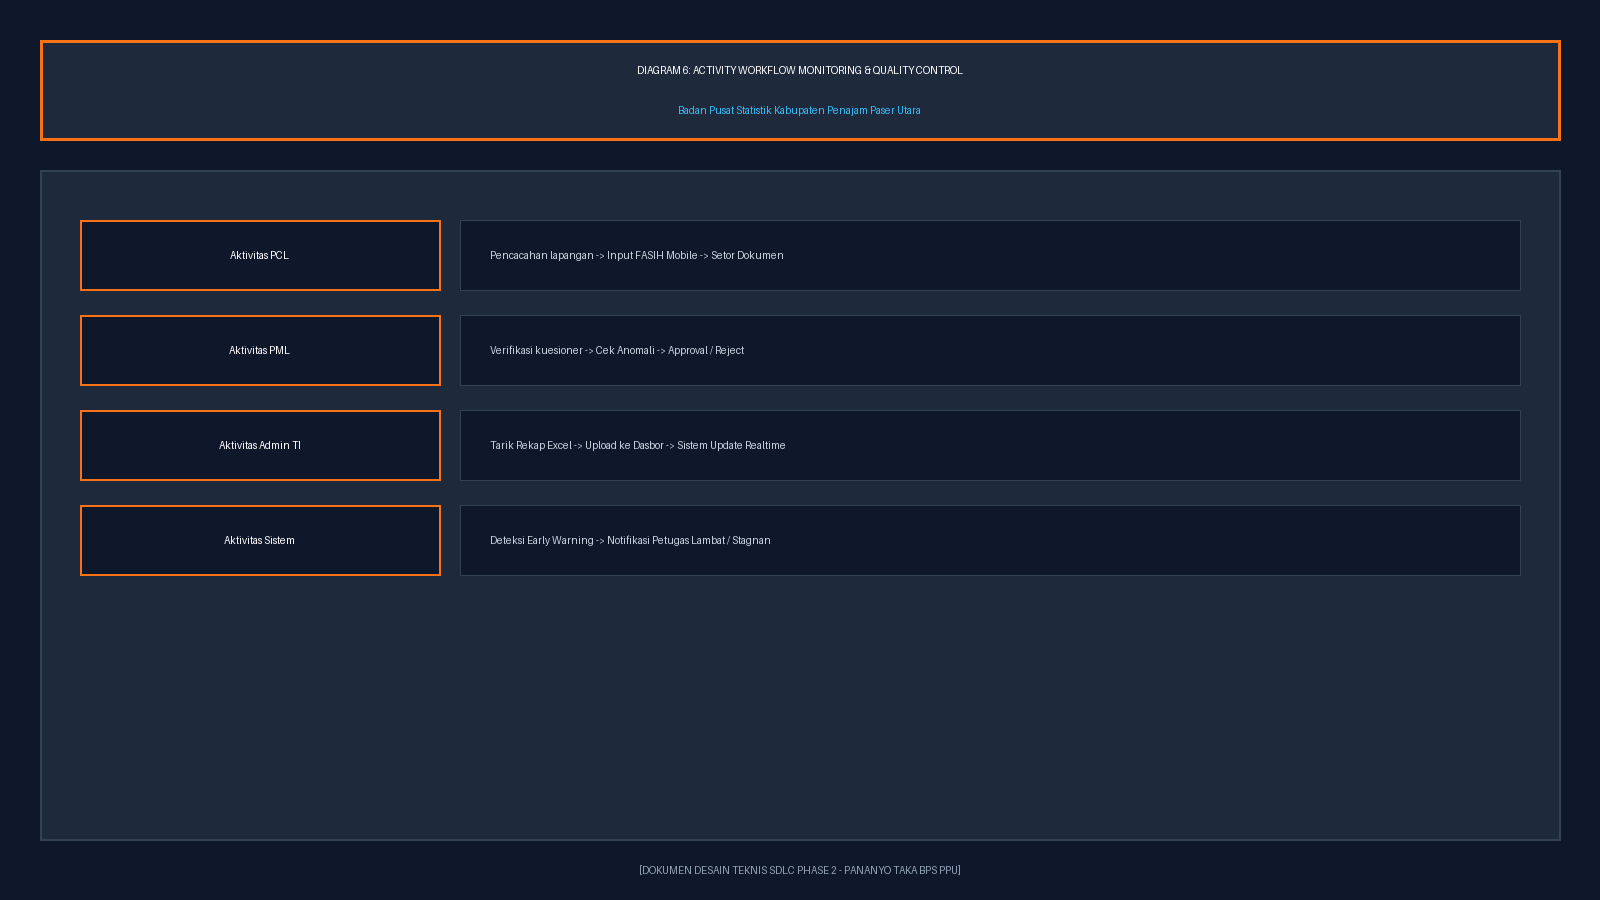 DIAGRAM 6: ACTIVITY WORKFLOW MONITORING & QUALITY CONTROL
Badan Pusat Statistik Kabupaten Penajam Paser Utara
Aktivitas PCL
Pencacahan lapangan -> Input FASIH Mobile -> Setor Dokumen
Aktivitas PML
Verifikasi kuesioner -> Cek Anomali -> Approval / Reject
Aktivitas Admin TI
Tarik Rekap Excel -> Upload ke Dasbor -> Sistem Update Realtime
Aktivitas Sistem
Deteksi Early Warning -> Notifikasi Petugas Lambat / Stagnan
[DOKUMEN DESAIN TEKNIS SDLC PHASE 2 - PANANYO TAKA BPS PPU]